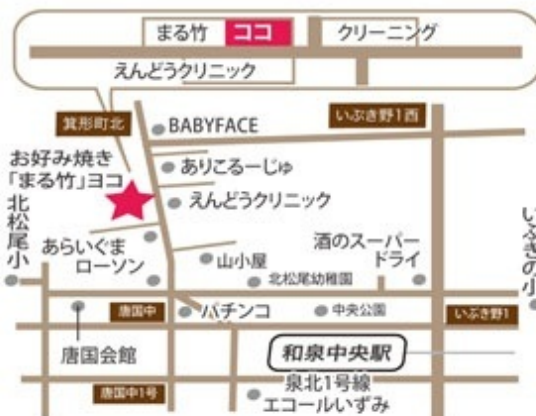 まる竹
ココ
クリーニング
えんどうクリニック
箕形町北
BABYFACE
いぶき野1西
お好み焼き
「まる竹」ヨコ
ありこるーじゅ
えんどうクリニック
北松尾小
あらいぐま
ローソン
山小屋
酒のスーパー
ドライ
いぶきの小
北松尾幼稚園
唐国中
パチンコ
中央公園
いぶき野1
唐国会館
和泉中央駅
唐国中1号
泉北1号線
エコールいずみ